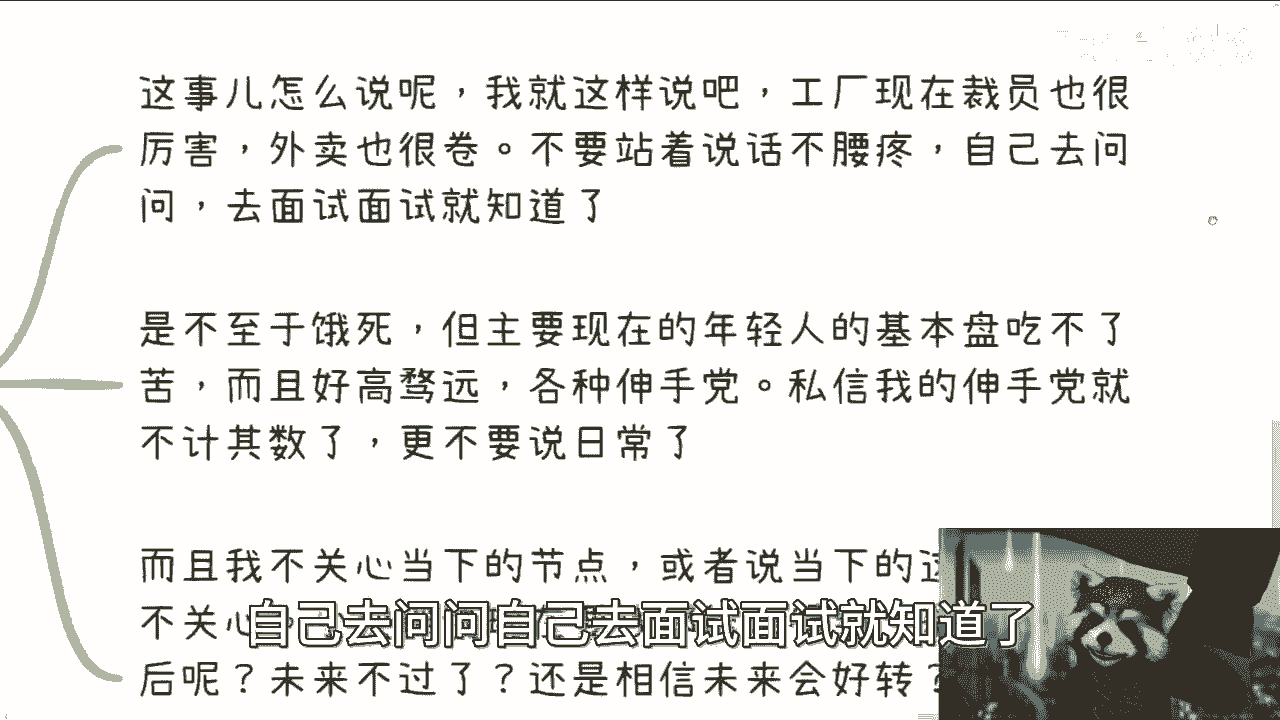 这事儿怎么说呢，我就这样说吧，工厂现在裁员也很
厉害，外卖也很卷。不要站着说话不腰疼，自己去问
问，去面试面试就知道了
是不至于饿死，但主要现在的年轻人的基本盘吃不了
苦，而且好高骛远，各种伸手党。私信我的伸手党就
不计其数了，更不要说日常了
而且我不关心当下的节点，或者说当下的这
不关心
自己去问问自己去面试面试就知道了
后呢？未来不过了？还是相信未来会好转？